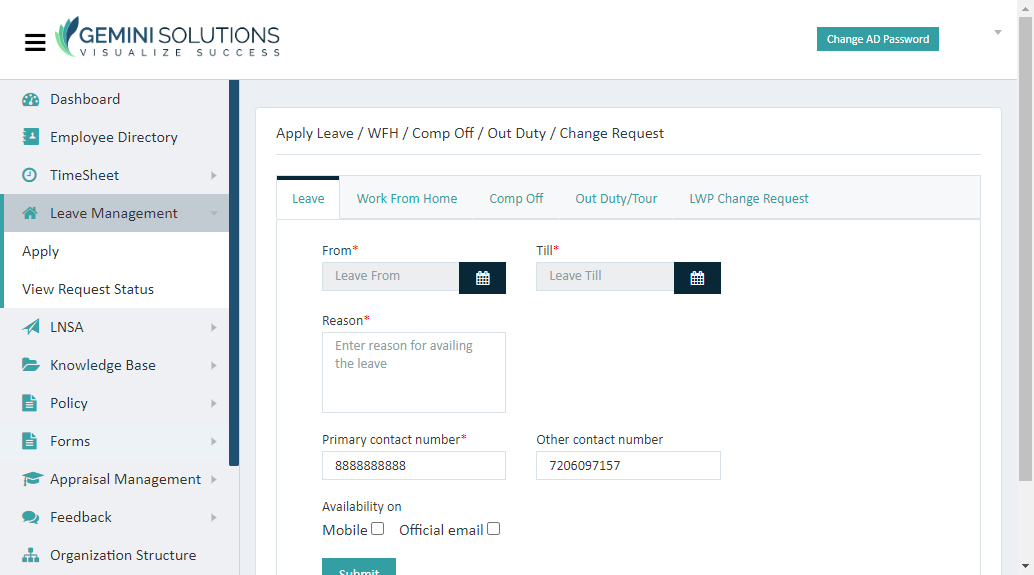 GEMINI SOLUTIONS
VISUALIZE SUCCESS
Change AD Password
Dashboard
Employee Directory
TimeSheet
Leave Management
Apply
View Request Status
LNSA
Knowledge Base
Policy
Forms
Appraisal Management
Feedback
Organization Structure
Apply Leave / WFH / Comp Off / Out Duty / Change Request
Leave Work From Home Comp Off Out Duty/Tour LWP Change Request
From* Till*
Leave From Leave Till
Reason*
Enter reason for availing
the leave
Primary contact number* Other contact number
8888888888 7206097157
Availability on
Mobile Official email
Submit